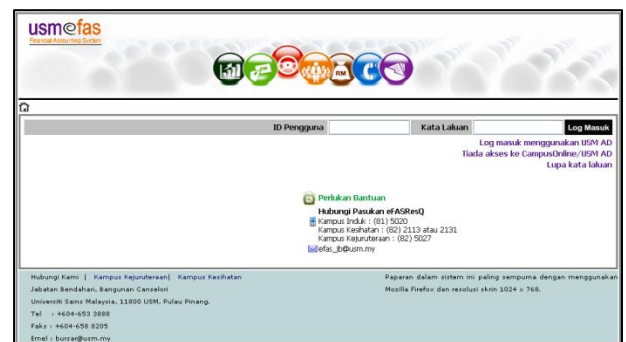 usm@efas
Financial Accounting System
RM
ID Pengguna
Kata Laluan
Log Masuk
Log masuk menggunakan USM AD
Tiada akses ke CampusOnline/USM AD
Lupa kata laluan
Perlukan Bantuan
Hubungi Pasukan eFASResQ
Kampus Induk : (81) 5020
Kampus Kesihatan : (82) 2113 atau 2131
Kampus Kejuruteraan : (82) 5027
efas_jb@usm.my
Hubungi Kami | Kampus Kejuruteraan| Kampus Kesihatan
Jabatan Bendahari, Bangunan Canselori
Universiti Sains Malaysia, 11800 USM, Pulau Pinang.
Tel : +604-653 3888
Faks : +604-658 8205
Emel : bursar@usm.my
Paparan dalam sistem ini paling sempurna dengan menggunakan
Mozilla Firefox dan resolusi skrin 1024 x 768.